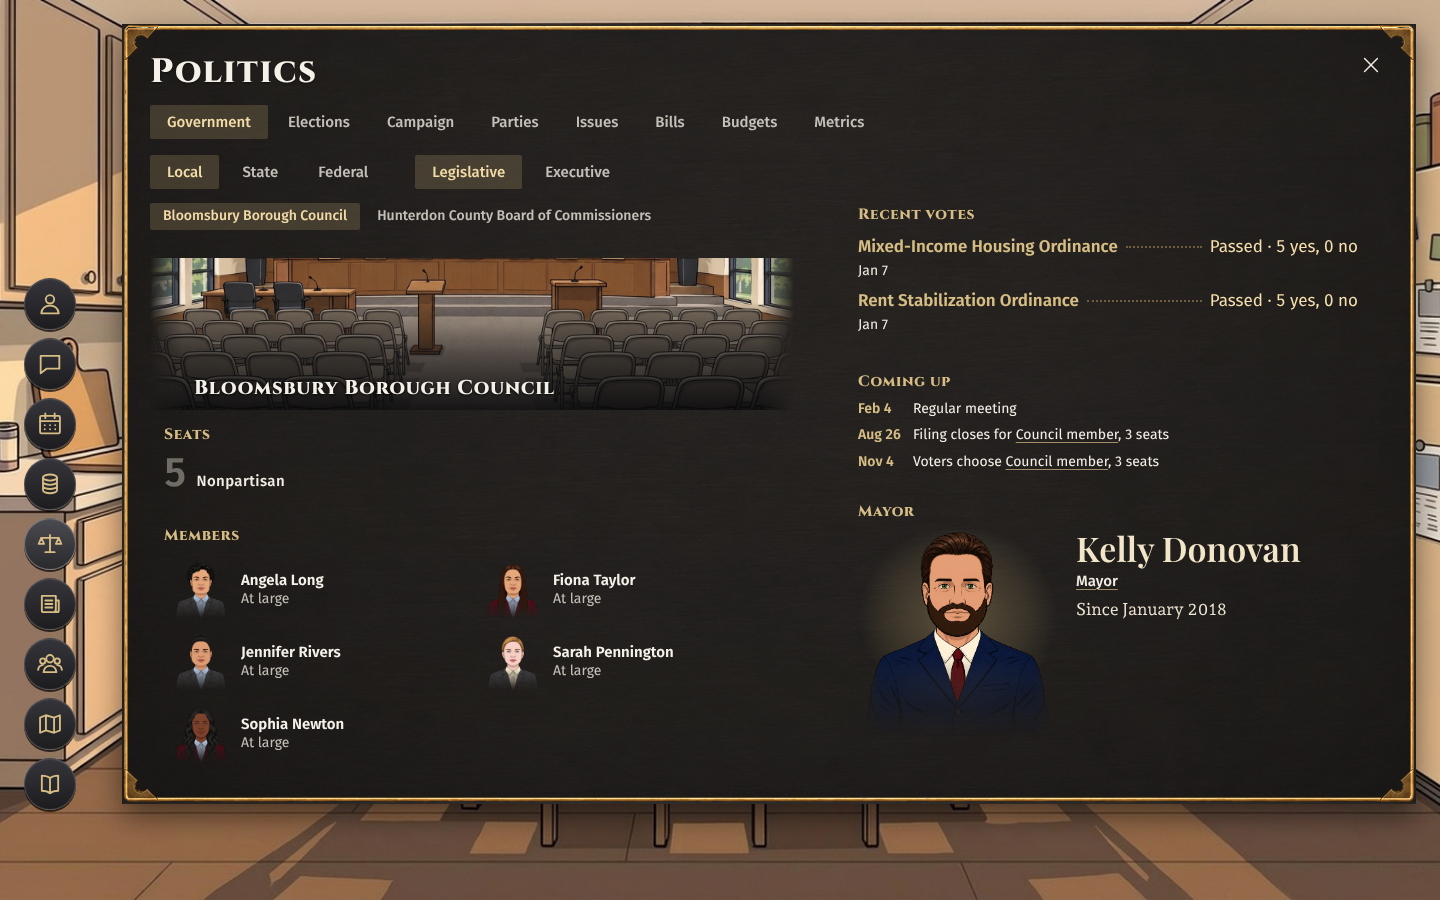 Politics
Government Elections Campaign Parties Issues Bills Budgets Metrics
Local State Federal Legislative Executive
Bloomsbury Borough Council Hunterdon County Board of Commissioners
Bloomsbury Borough Council
Seats
5 Nonpartisan
Members
Angela Long
At large
Fiona Taylor
At large
Jennifer Rivers
At large
Sarah Pennington
At large
Sophia Newton
At large
Recent votes
Mixed-Income Housing Ordinance Passed · 5 yes, 0 no
Jan 7
Rent Stabilization Ordinance Passed · 5 yes, 0 no
Jan 7
Coming up
Feb 4 Regular meeting
Aug 26 Filing closes for Council member, 3 seats
Nov 4 Voters choose Council member, 3 seats
Mayor
Kelly Donovan
Mayor
Since January 2018